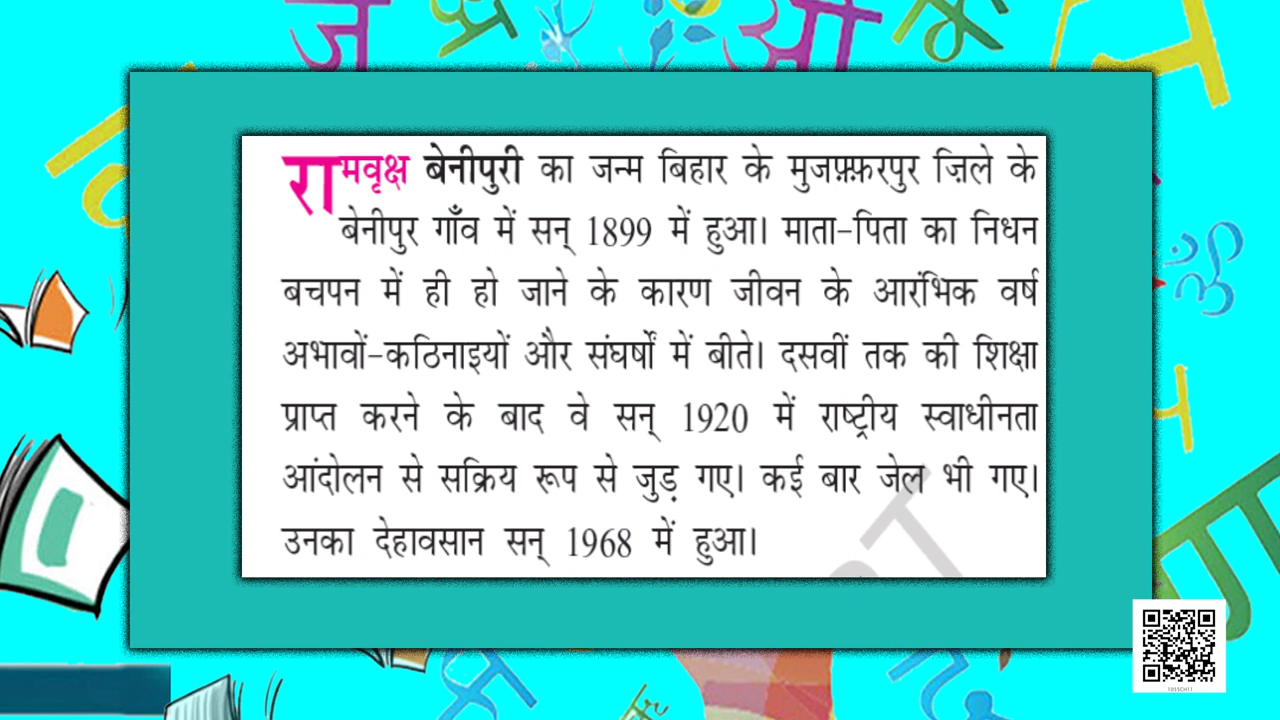 रामवृक्ष बेनीपुरी का जन्म बिहार के मुजफ़्फ़रपुर ज़िले के
बेनीपुर गाँव में सन् 1899 में हुआ। माता-पिता का निधन
बचपन में ही हो जाने के कारण जीवन के आरंभिक वर्ष
अभावों-कठिनाइयों और संघर्षों में बीते। दसवीं तक की शिक्षा
प्राप्त करने के बाद वे सन् 1920 में राष्ट्रीय स्वाधीनता
आंदोलन से सक्रिय रूप से जुड़ गए। कई बार जेल भी गए।
उनका देहावसान सन् 1968 में हुआ।